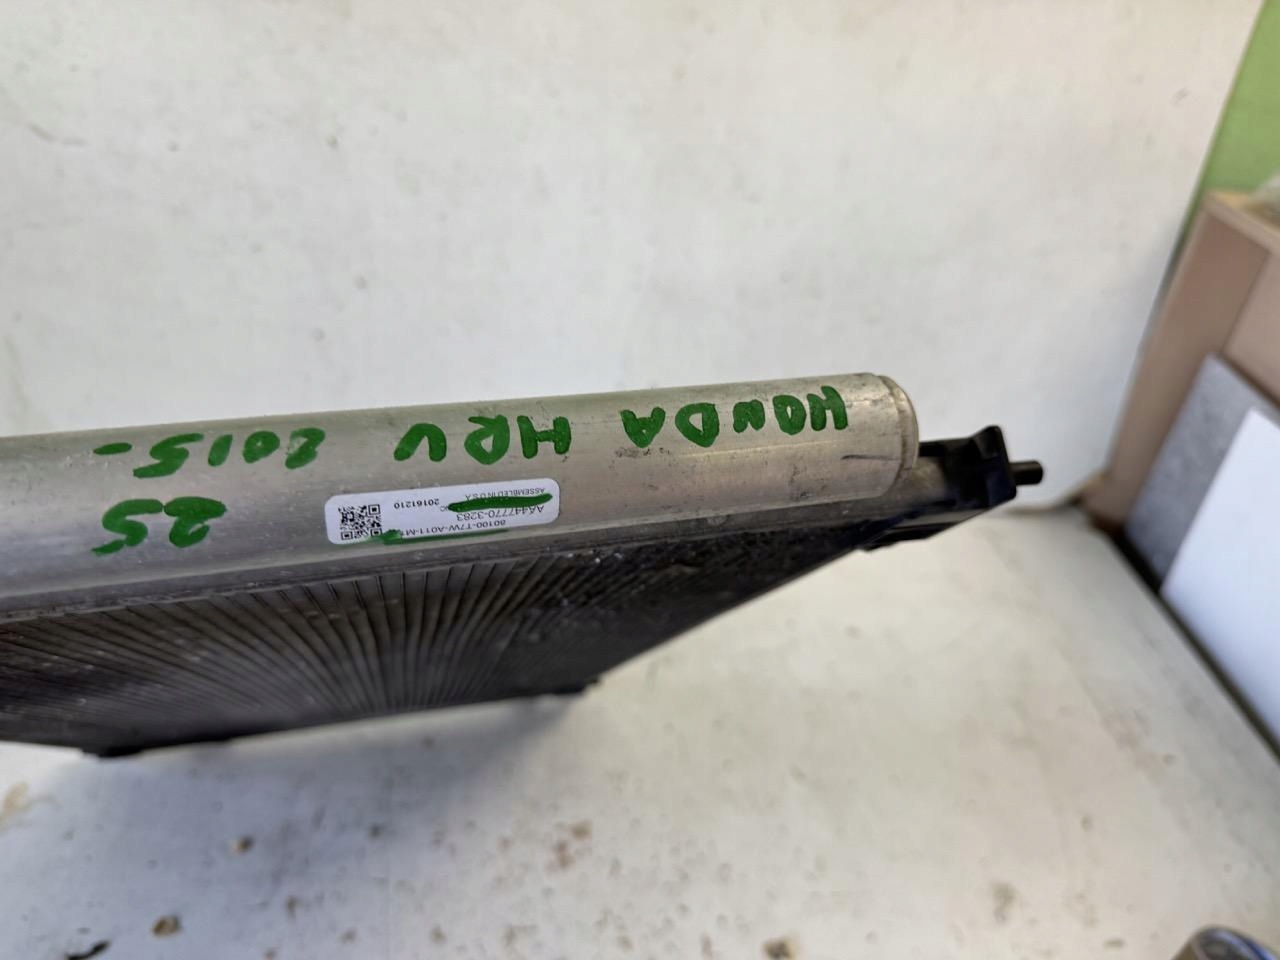 HONDA HRV 2015-
25
80100-T7W-A011-M1
AA447770-3283
20161210
ASSEMBLED IN U.S.A